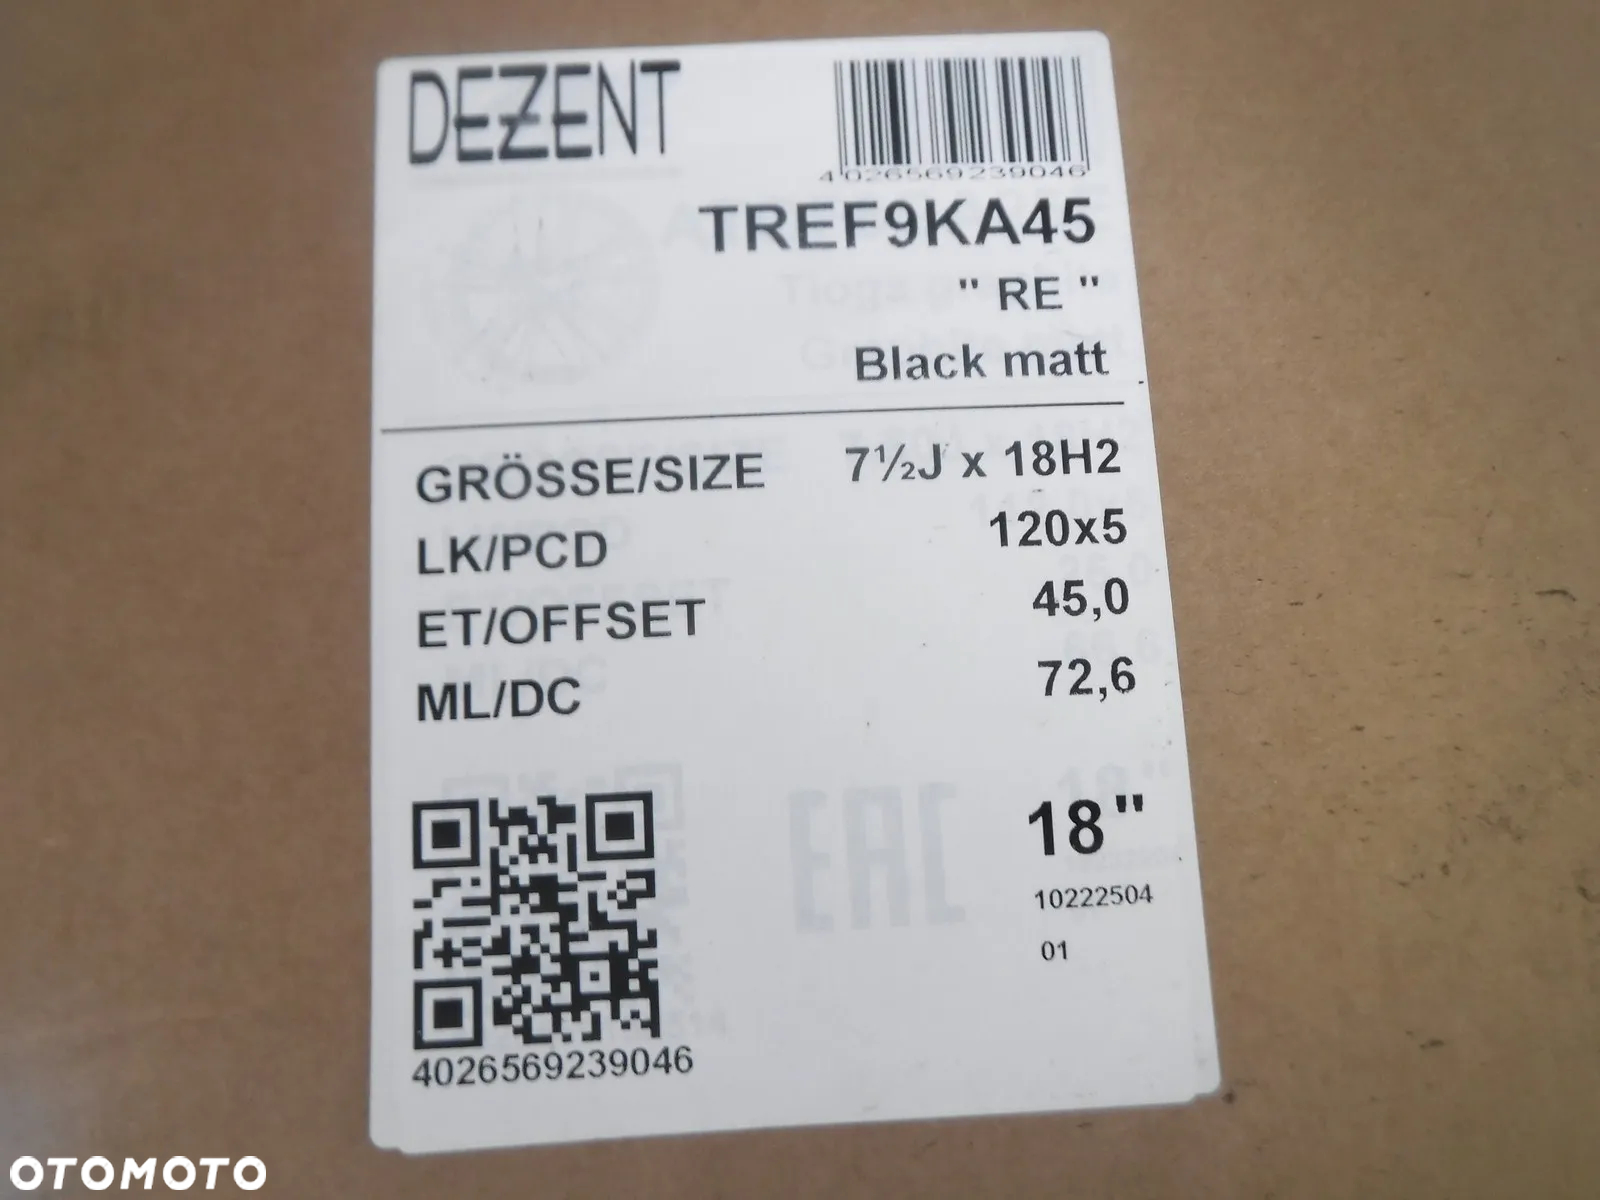 DEZENT
4026569239046
TREF9KA45
" RE "
Black matt
GRÖSSE/SIZE 7½J x 18H2
LK/PCD 120x5
ET/OFFSET 45,0
ML/DC 72,6
EAC
18"
10222504
01
4026569239046
OTOMOTO